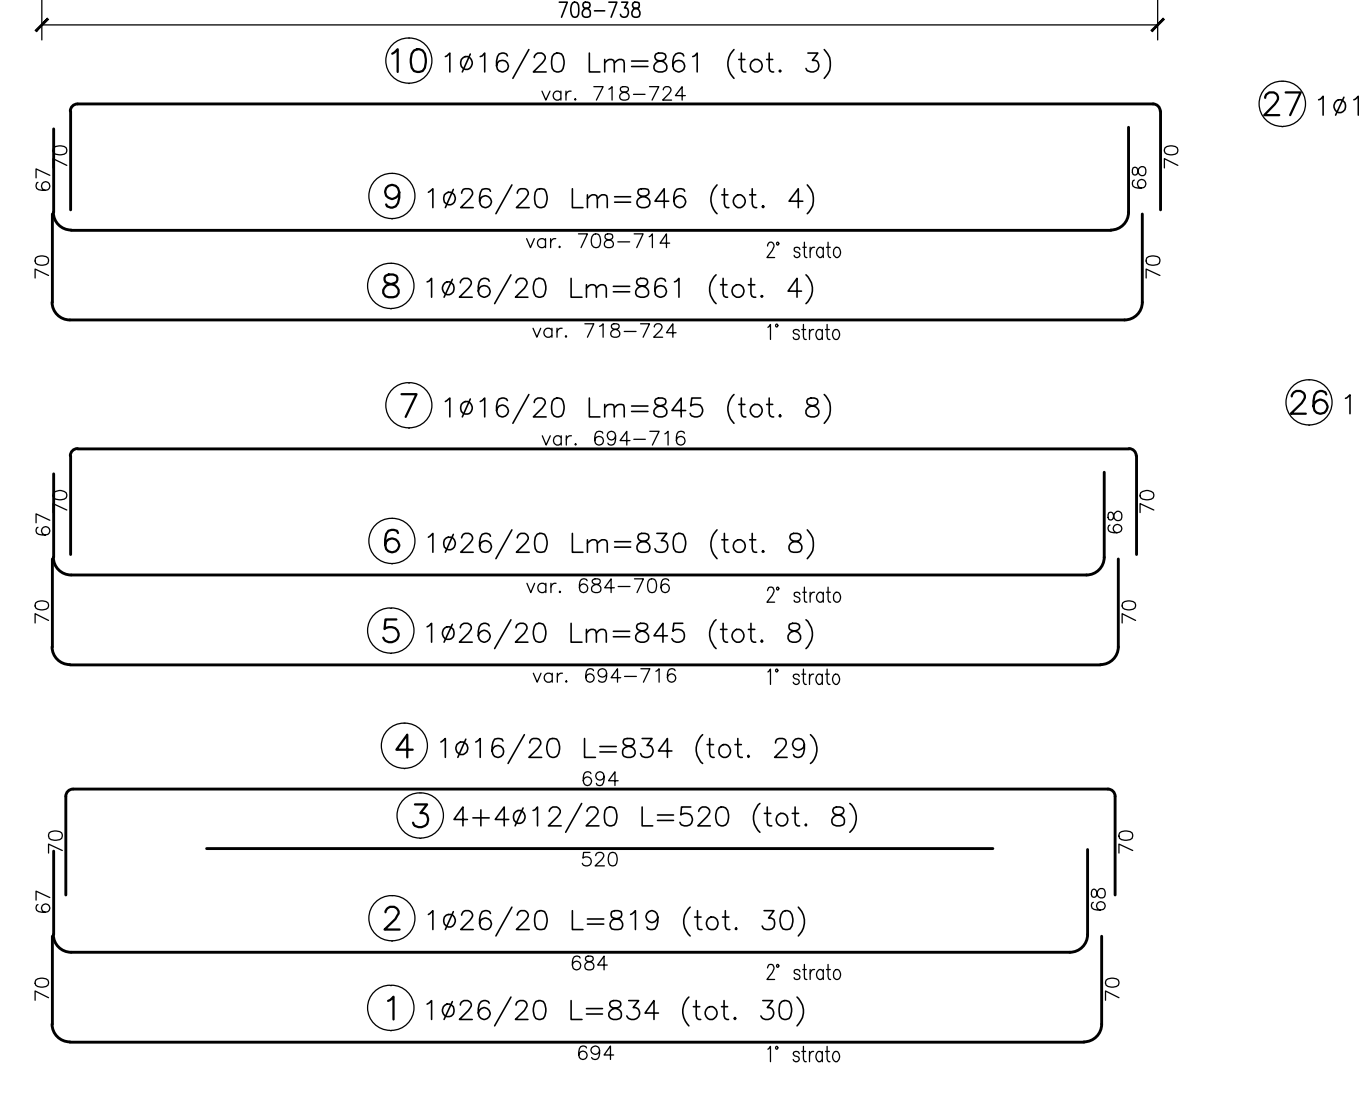 708-738
10 1ø16/20 Lm=861 (tot. 3)
var. 718-724
27 1ø1
70
67
70
68
9 1ø26/20 Lm=846 (tot. 4)
var. 708-714
2° strato
70
70
8 1ø26/20 Lm=861 (tot. 4)
var. 718-724
1° strato
7 1ø16/20 Lm=845 (tot. 8)
var. 694-716
26 1
70
67
70
68
6 1ø26/20 Lm=830 (tot. 8)
var. 684-706
2° strato
70
70
5 1ø26/20 Lm=845 (tot. 8)
var. 694-716
1° strato
4 1ø16/20 L=834 (tot. 29)
694
3 4+4ø12/20 L=520 (tot. 8)
70
70
520
67
68
2 1ø26/20 L=819 (tot. 30)
684
2° strato
70
70
1 1ø26/20 L=834 (tot. 30)
694
1° strato